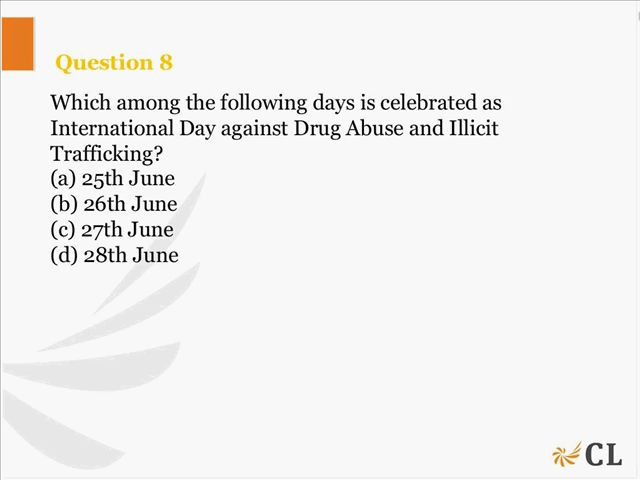 Question 8
Which among the following days is celebrated as
International Day against Drug Abuse and Illicit
Trafficking?
(a) 25th June
(b) 26th June
(c) 27th June
(d) 28th June
CL